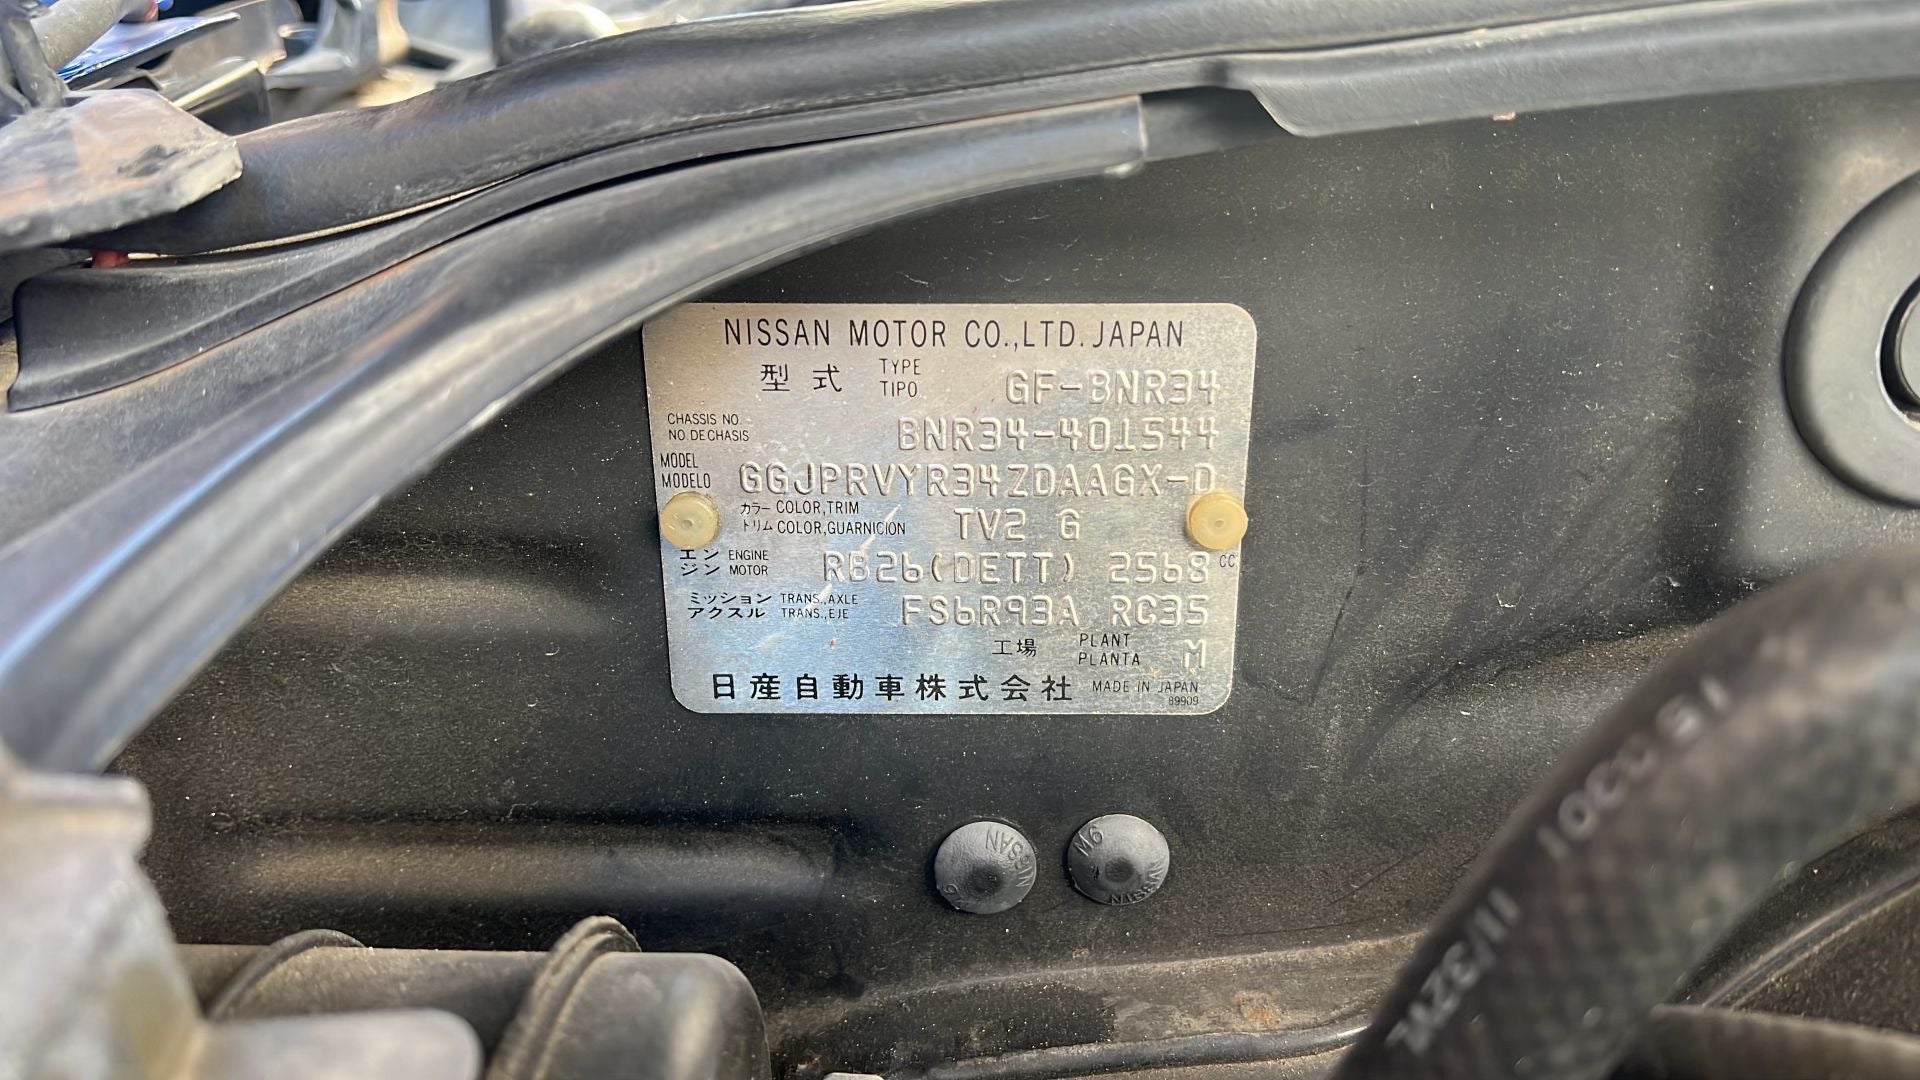 NISSAN MOTOR CO.,LTD. JAPAN
型式 TYPE TIPO GF-BNR34
CHASSIS NO. NO. DE CHASIS BNR34-401544
MODEL MODELO GGJPRVYR34ZDAAGX-D
カラー COLOR,TRIM
トリム COLOR,GUARNICION TV2 G
エンジン ENGINE MOTOR RB26(DETT) 2568 CC
ミッション TRANS.,AXLE
アクスル TRANS.,EJE FS6R93A RC35
工場 PLANT PLANTA M
日産自動車株式会社 MADE IN JAPAN
89909
NISSAN
M6 NISSAN